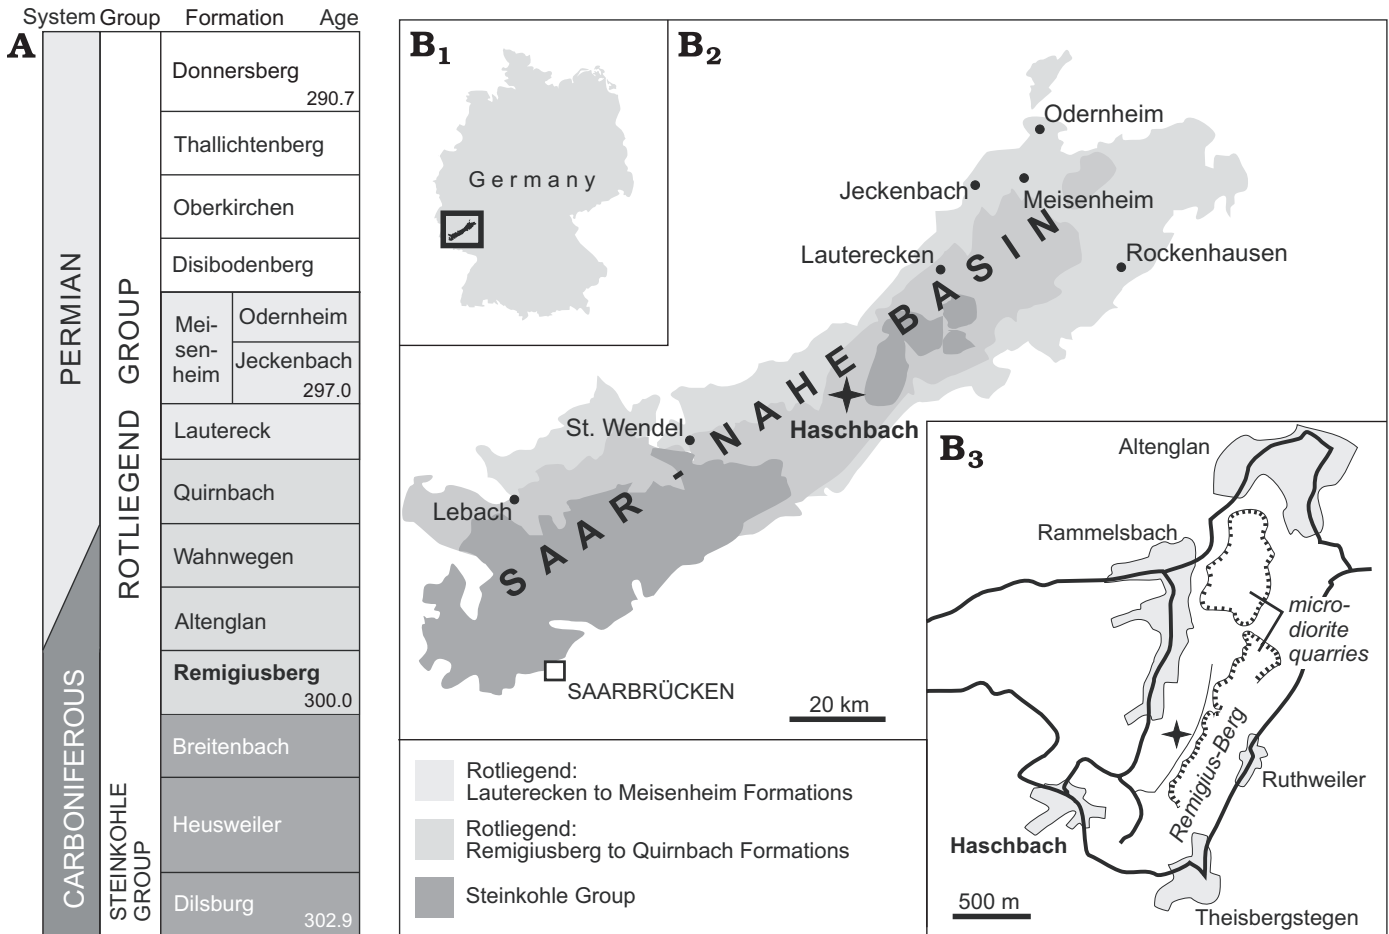 System Group Formation Age
A
Donnersberg
290.7
Thallichtenberg
Oberkirchen
Disibodenberg
Mei-
sen-
heim
Odernheim
Jeckenbach
297.0
Lautereck
Quirnbach
Wahnwegen
Altenglan
Remigiusberg
300.0
Breitenbach
Heusweiler
Dilsburg
302.9
PERMIAN
CARBONIFEROUS
ROTLIEGEND GROUP
STEINKOHLE
GROUP
B1
Germany
B2
Odernheim
Jeckenbach
Meisenheim
Lauterecken
Rockenhausen
SAAR - NAHE BASIN
St. Wendel
Haschbach
Lebach
SAARBRÜCKEN
20 km
Rotliegend:
Lauterecken to Meisenheim Formations
Rotliegend:
Remigiusberg to Quirnbach Formations
Steinkohle Group
B3
Altenglan
Rammelsbach
micro-
diorite
quarries
Remigius-Berg
Ruthweiler
Haschbach
500 m
Theisbergstegen